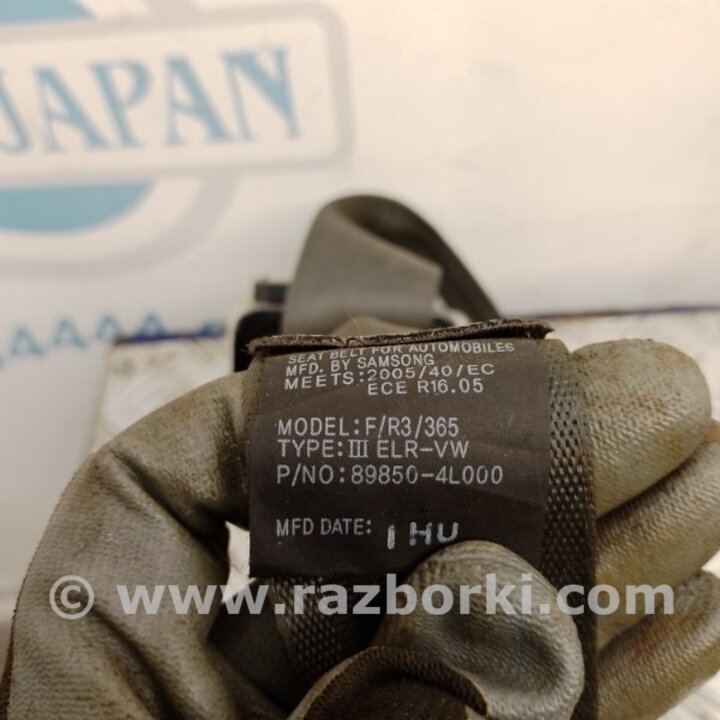 JAPAN
SEAT BELT FOR AUTOMOBILES
MFD. BY SAMSONG
MEETS:2005/40/EC
ECE R16.05
MODEL:F/R3/365
TYPE:III ELR-VW
P/NO:89850-4L000
MFD DATE: 1HU
© www.razborki.com